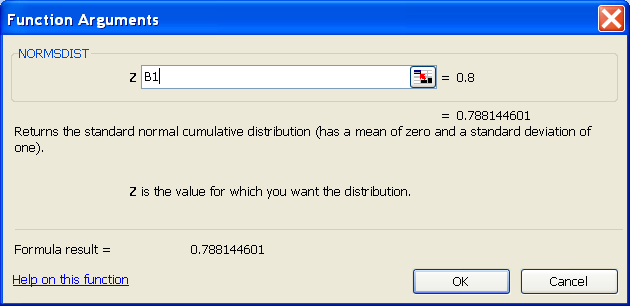 Function Arguments
NORMSDIST
Z B1 = 0.8
= 0.788144601
Returns the standard normal cumulative distribution (has a mean of zero and a standard deviation of
one).
Z is the value for which you want the distribution.
Formula result = 0.788144601
Help on this function OK Cancel